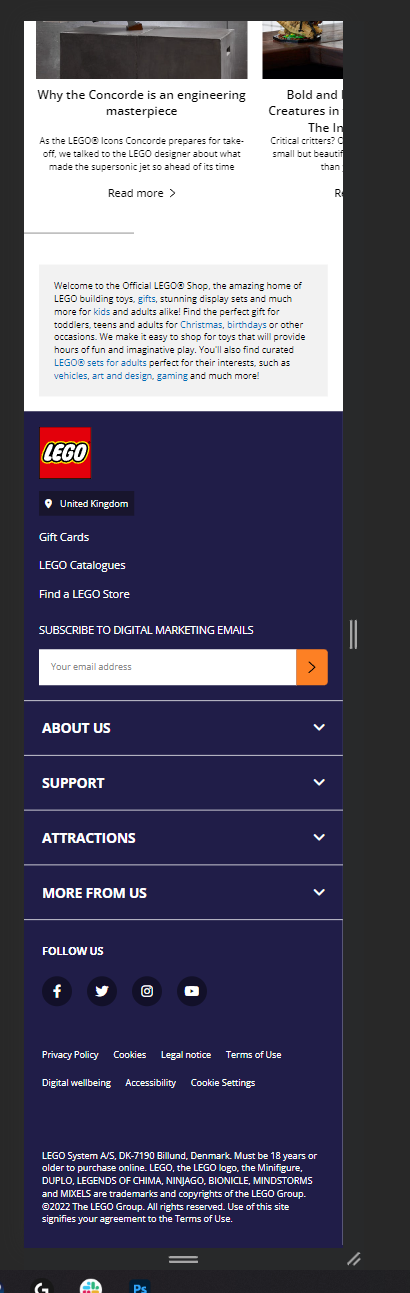 Why the Concorde is an engineering
masterpiece
As the LEGO® Icons Concorde prepares for take-
off, we talked to the LEGO designer about what
made the supersonic jet so ahead of its time
Read more
Bold and
Creatures in
The In
Critical critters? C
small but beautif
than
Re
Welcome to the Official LEGO® Shop, the amazing home of
LEGO building toys, gifts, stunning display sets and much
more for kids and adults alike! Find the perfect gift for
toddlers, teens and adults for Christmas, birthdays or other
occasions. We make it easy to shop for toys that will provide
hours of fun and imaginative play. You'll also find curated
LEGO® sets for adults perfect for their interests, such as
vehicles, art and design, gaming and much more!
LEGO
United Kingdom
Gift Cards
LEGO Catalogues
Find a LEGO Store
SUBSCRIBE TO DIGITAL MARKETING EMAILS
Your email address
ABOUT US
SUPPORT
ATTRACTIONS
MORE FROM US
FOLLOW US
Privacy Policy Cookies Legal notice Terms of Use
Digital wellbeing Accessibility Cookie Settings
LEGO System A/S, DK-7190 Billund, Denmark. Must be 18 years or
older to purchase online. LEGO, the LEGO logo, the Minifigure,
DUPLO, LEGENDS OF CHIMA, NINJAGO, BIONICLE, MINDSTORMS
and MIXELS are trademarks and copyrights of the LEGO Group.
©2022 The LEGO Group. All rights reserved. Use of this site
signifies your agreement to the Terms of Use.
Ps